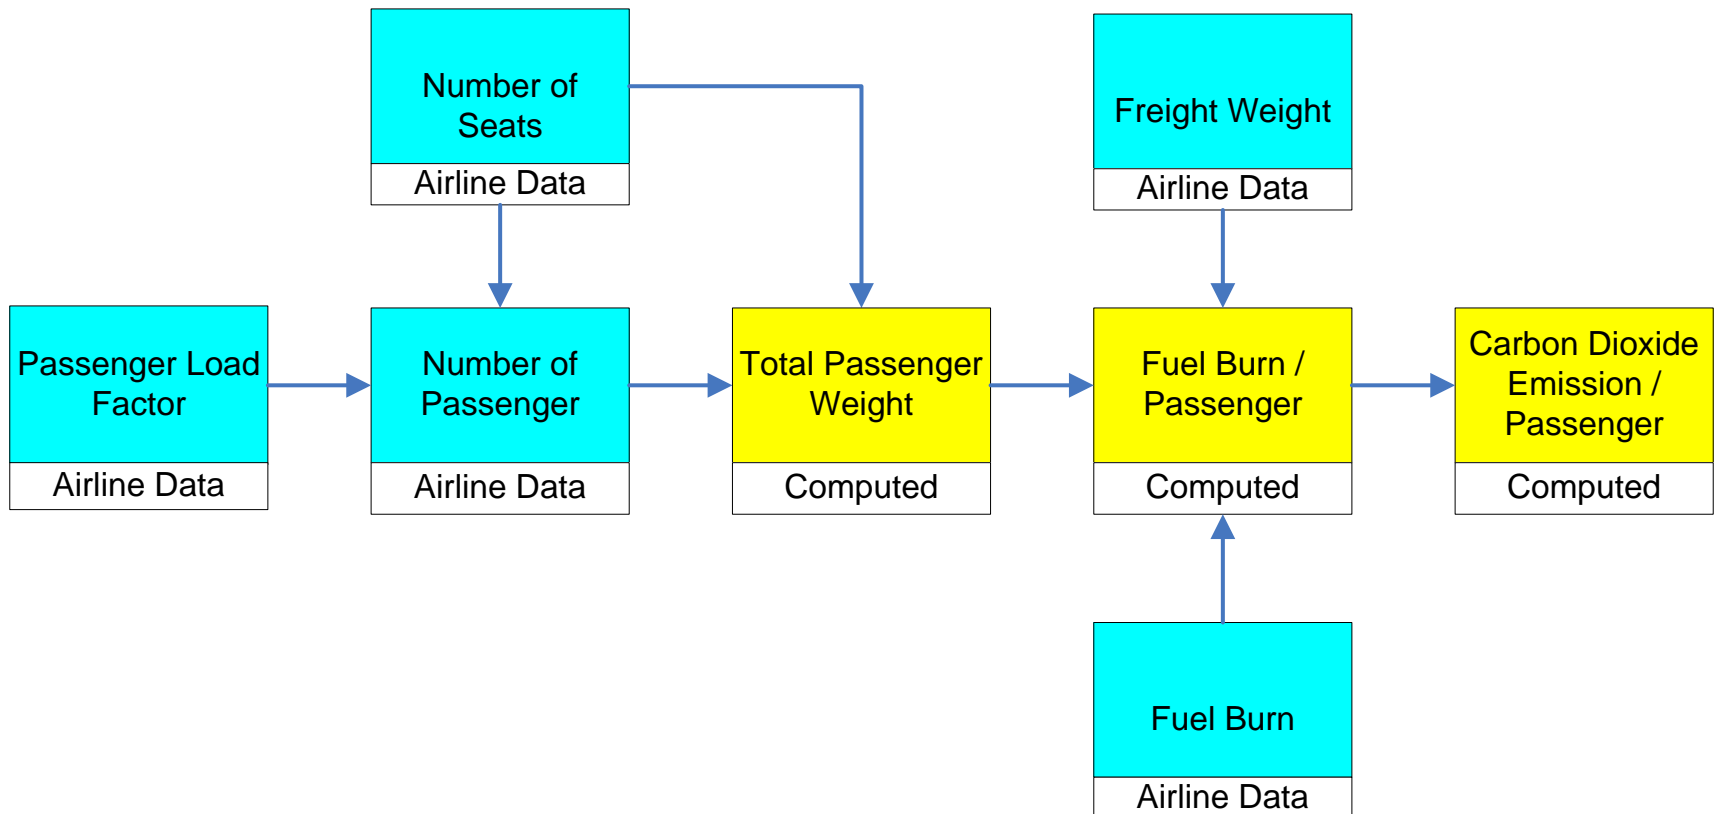 Number of
Seats
Airline Data
Freight Weight
Airline Data
Passenger Load
Factor
Airline Data
Number of
Passenger
Airline Data
Total Passenger
Weight
Computed
Fuel Burn /
Passenger
Computed
Carbon Dioxide
Emission /
Passenger
Computed
Fuel Burn
Airline Data